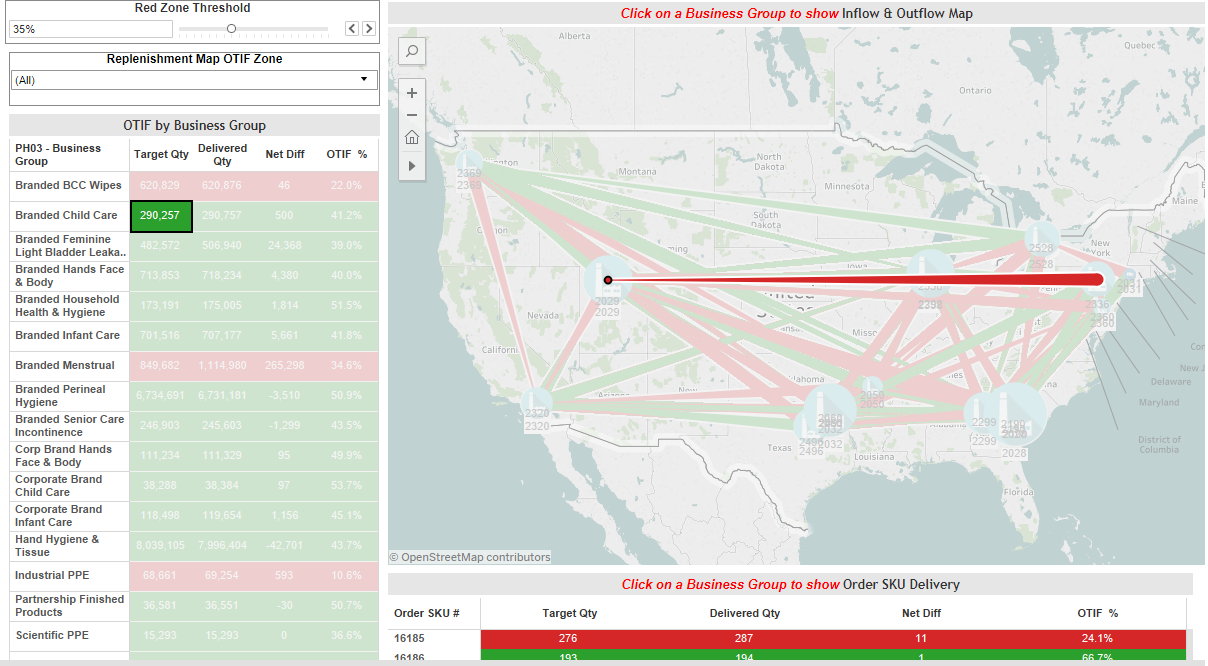 Red Zone Threshold
35%
Replenishment Map OTIF Zone
(All)
OTIF by Business Group
PH03 - Business Group Target Qty Delivered Qty Net Diff OTIF %
Branded BCC Wipes 620,829 620,876 46 22.0%
Branded Child Care 290,257 290,757 500 41.2%
Branded Feminine Light Bladder Leaka.. 482,572 506,940 24,368 39.0%
Branded Hands Face & Body 713,853 718,234 4,380 40.0%
Branded Household Health & Hygiene 173,191 175,005 1,814 51.5%
Branded Infant Care 701,516 707,177 5,661 41.8%
Branded Menstrual 849,682 1,114,980 265,298 34.6%
Branded Perineal Hygiene 6,734,691 6,731,181 -3,510 50.9%
Branded Senior Care Incontinence 246,903 245,603 -1,299 43.5%
Corp Brand Hands Face & Body 111,234 111,329 95 49.9%
Corporate Brand Child Care 38,288 38,384 97 53.7%
Corporate Brand Infant Care 118,498 119,654 1,156 45.1%
Hand Hygiene & Tissue 8,039,105 7,996,404 -42,701 43.7%
Industrial PPE 68,661 69,254 593 10.6%
Partnership Finished Products 36,581 36,551 -30 50.7%
Scientific PPE 15,293 15,293 0 36.6%
Click on a Business Group to show Inflow & Outflow Map
Alberta
Quebec
Ontario
Montana
North Dakota
Minnesota
Maine
South Dakota
New York
2369
2369
2528
2528
2031
2029
2029
2336
2398
2360
2360
Nevada
California
2320
2320
2050
2050
2299
2299
2028
2032
2496
Texas
Louisiana
Florida
Delaware
Maryland
District of Columbia
© OpenStreetMap contributors
Click on a Business Group to show Order SKU Delivery
Order SKU # Target Qty Delivered Qty Net Diff OTIF %
16185 276 287 11 24.1%
16186 193 194 1 66.7%